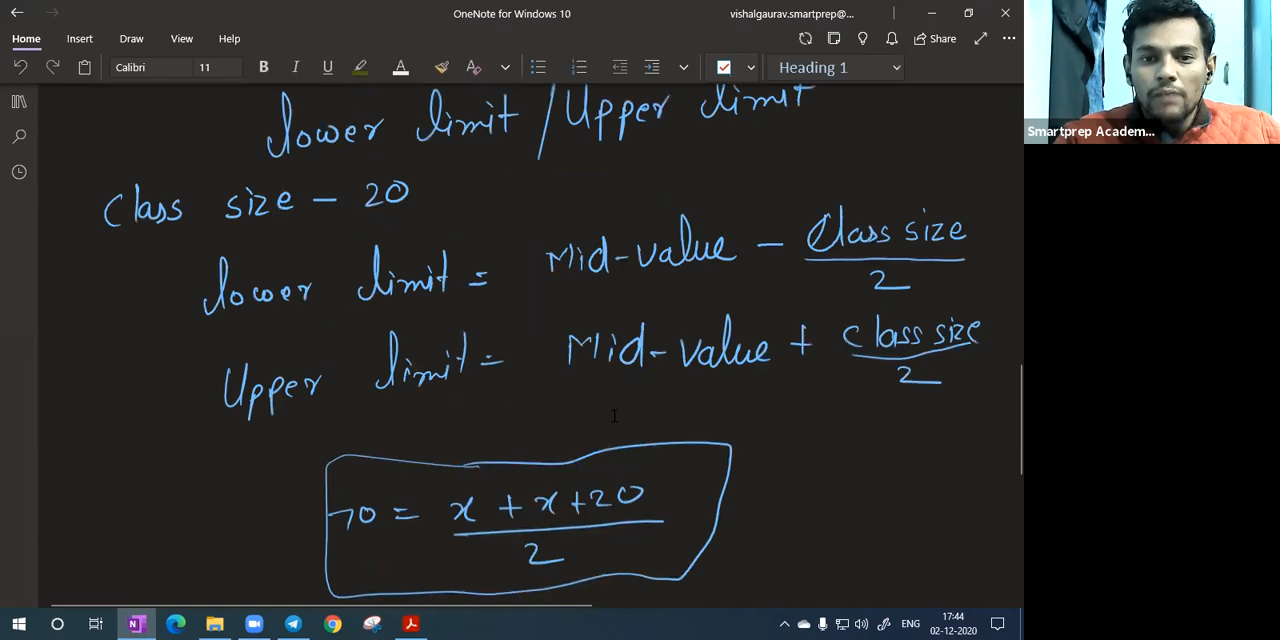 OneNote for Windows 10
vishalgaurav.smartprep@...
Home Insert Draw View Help
Share
Calibri 11 B I U A Heading 1
Smartprep Academ...
lower limit / Upper limit
Class size - 20
lower limit = Mid-value - Class size / 2
Upper limit = Mid-value + class size / 2
70 = x + x + 20 / 2
ENG
17:44
02-12-2020